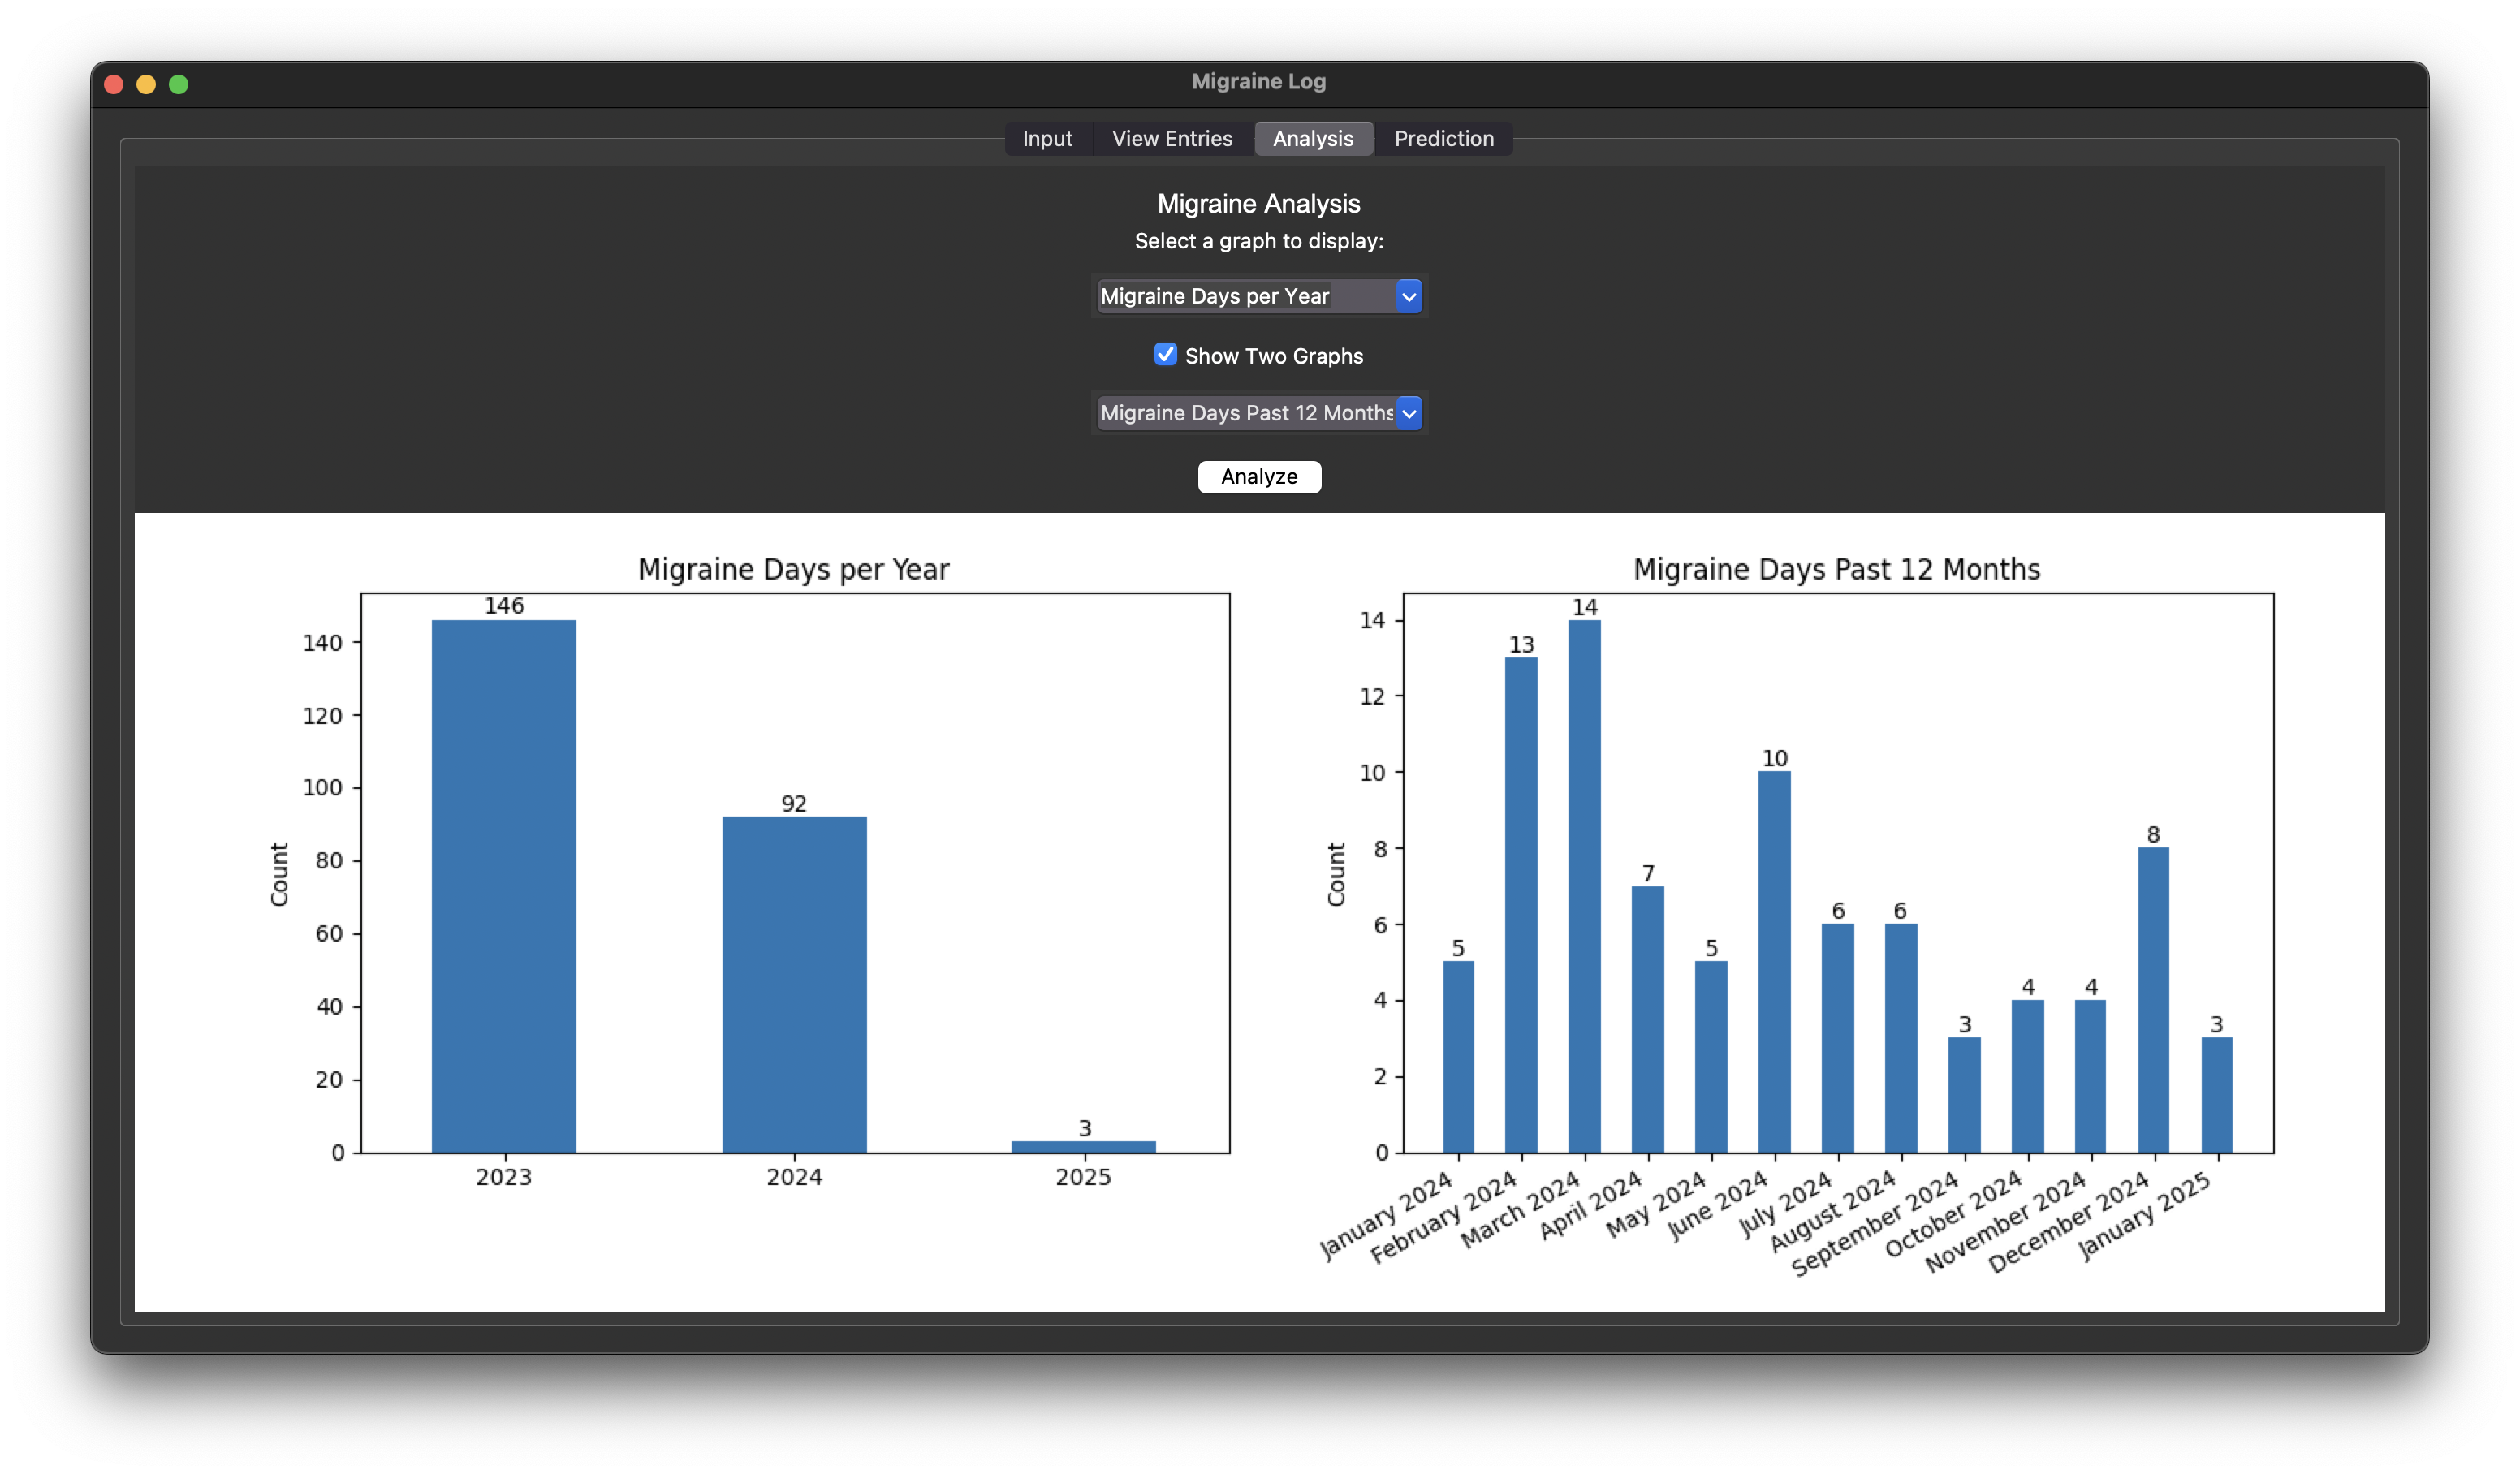 Migraine Log
Input View Entries Analysis Prediction
Migraine Analysis
Select a graph to display:
Migraine Days per Year
Show Two Graphs
Migraine Days Past 12 Months
Analyze
Migraine Days per Year
146
92
3
140
120
100
80
60
40
20
0
Count
2023 2024 2025
Migraine Days Past 12 Months
5 13 14 7 5 10 6 6 3 4 4 8 3
14
12
10
8
6
4
2
0
Count
January 2024
February 2024
March 2024
April 2024
May 2024
June 2024
July 2024
August 2024
September 2024
October 2024
November 2024
December 2024
January 2025